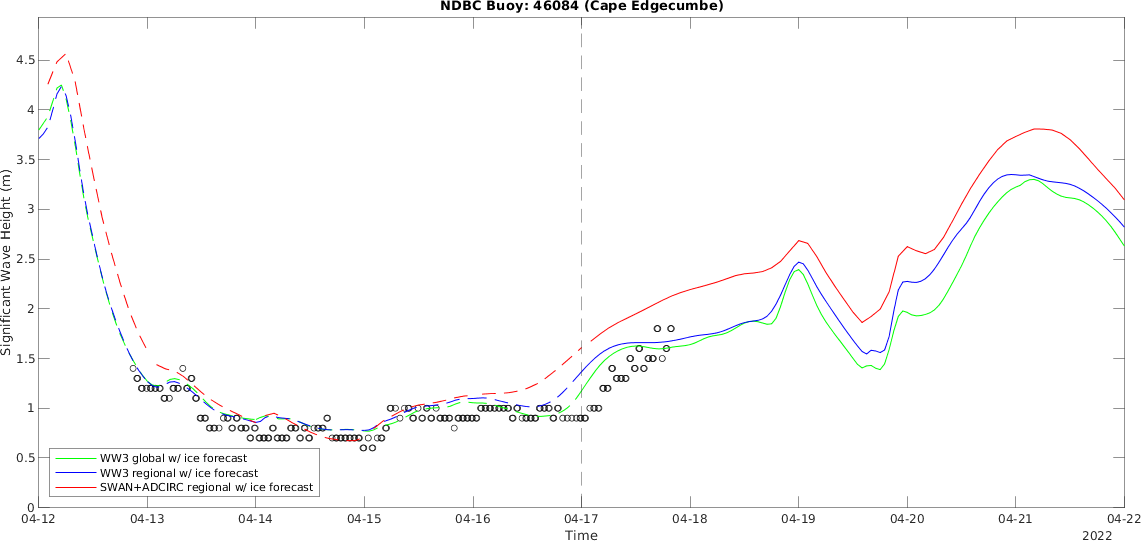 NDBC Buoy: 46084 (Cape Edgecumbe)
4.5
4
3.5
3
2.5
2
1.5
1
0.5
0
Significant Wave Height (m)
WW3 global w/ ice forecast
WW3 regional w/ ice forecast
SWAN+ADCIRC regional w/ ice forecast
04-12 04-13 04-14 04-15 04-16 04-17 04-18 04-19 04-20 04-21 04-22
Time
2022